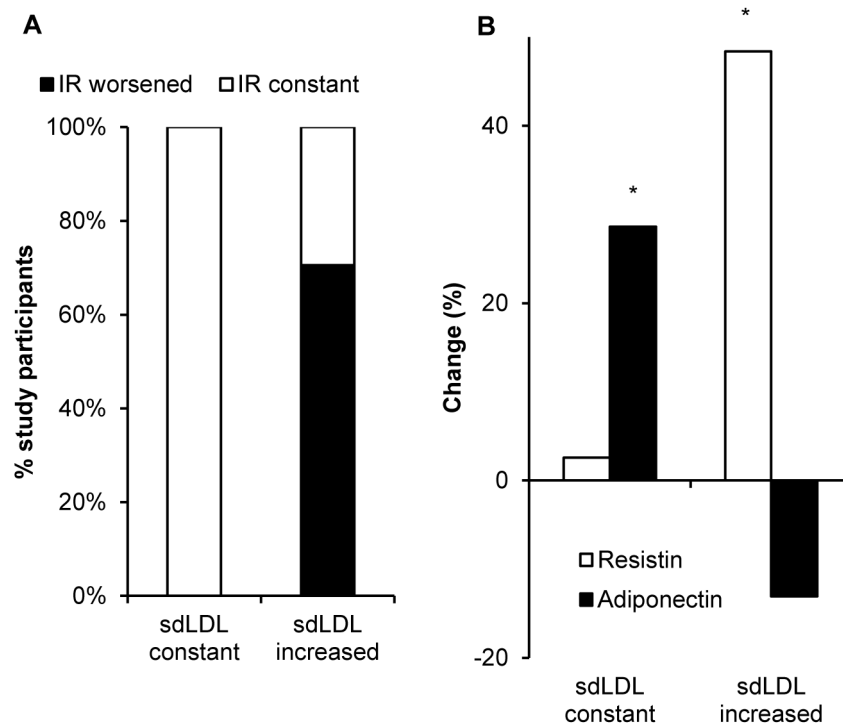 A
IR worsened IR constant
100%
80%
60%
40%
20%
0%
% study participants
sdLDL
constant
sdLDL
increased
B
*
*
40
20
0
-20
Change (%)
Resistin
Adiponectin
sdLDL
constant
sdLDL
increased